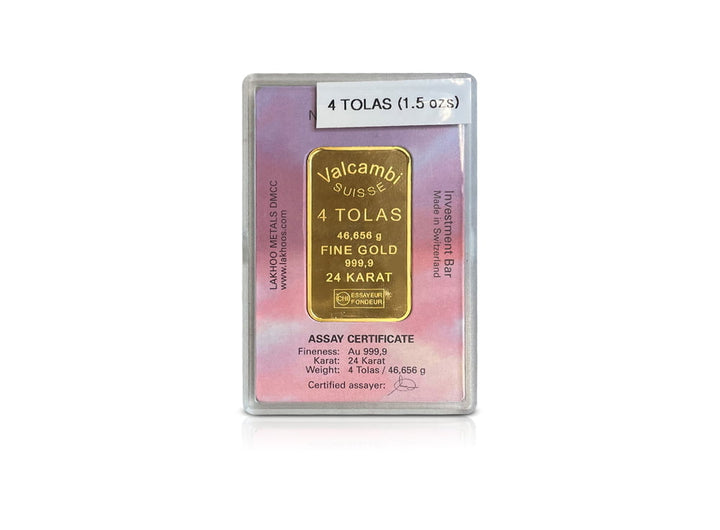 4 TOLAS (1.5 ozs)
N
Valcambi
SUISSE
4 TOLAS
46,656 g
FINE GOLD
999,9
24 KARAT
CHI ESSAYEUR
FONDEUR
LAKHOO METALS DMCC
www.lakhoos.com
Investment Bar
Made in Switzerland
ASSAY CERTIFICATE
Fineness: Au 999,9
Karat: 24 Karat
Weight: 4 Tolas / 46,656 g
Certified assayer: